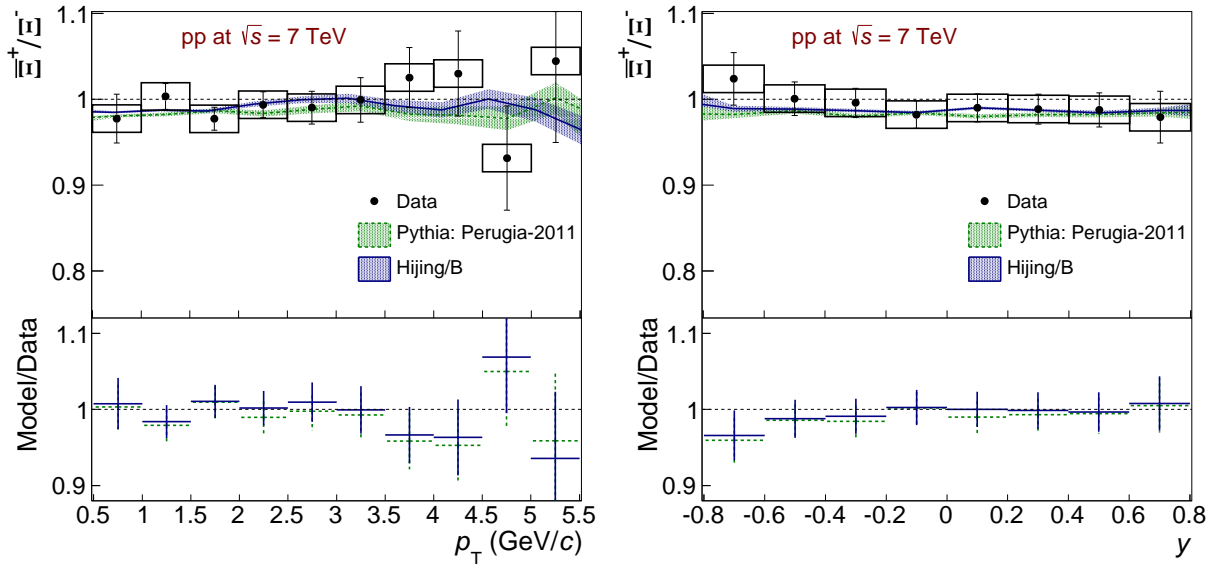 Ξ̄⁺/Ξ⁻
1.1
1
0.9
0.8
pp at √s = 7 TeV
Data
Pythia: Perugia-2011
Hijing/B
Model/Data
1.1
1
0.9
0.5 1 1.5 2 2.5 3 3.5 4 4.5 5 5.5
p_T (GeV/c)
Ξ̄⁺/Ξ⁻
1.1
1
0.9
0.8
pp at √s = 7 TeV
Data
Pythia: Perugia-2011
Hijing/B
Model/Data
1.1
1
0.9
-0.8 -0.6 -0.4 -0.2 0 0.2 0.4 0.6 0.8
y